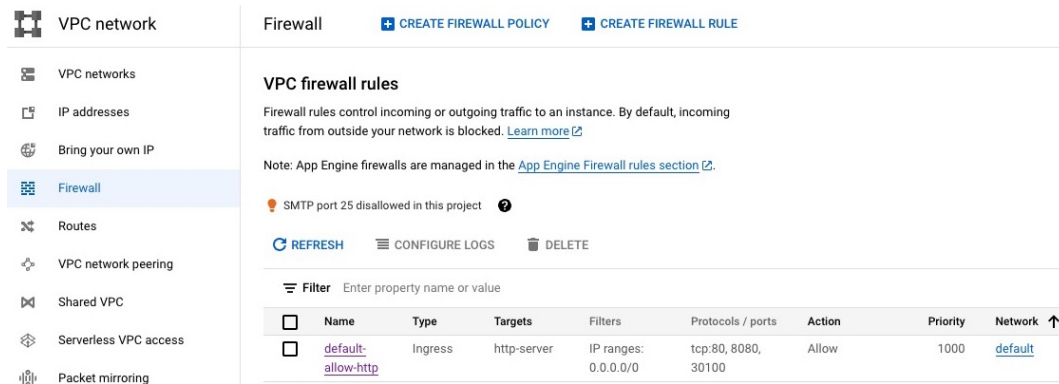 VPC network
Firewall
CREATE FIREWALL POLICY
CREATE FIREWALL RULE
VPC networks
IP addresses
Bring your own IP
Firewall
Routes
VPC network peering
Shared VPC
Serverless VPC access
Packet mirroring
VPC firewall rules
Firewall rules control incoming or outgoing traffic to an instance. By default, incoming
traffic from outside your network is blocked. Learn more
Note: App Engine firewalls are managed in the App Engine Firewall rules section.
SMTP port 25 disallowed in this project
REFRESH
CONFIGURE LOGS
DELETE
Filter Enter property name or value
Name Type Targets Filters Protocols / ports Action Priority Network
default- Ingress http-server IP ranges: tcp:80, 8080, Allow 1000 default
allow-http 0.0.0.0/0 30100